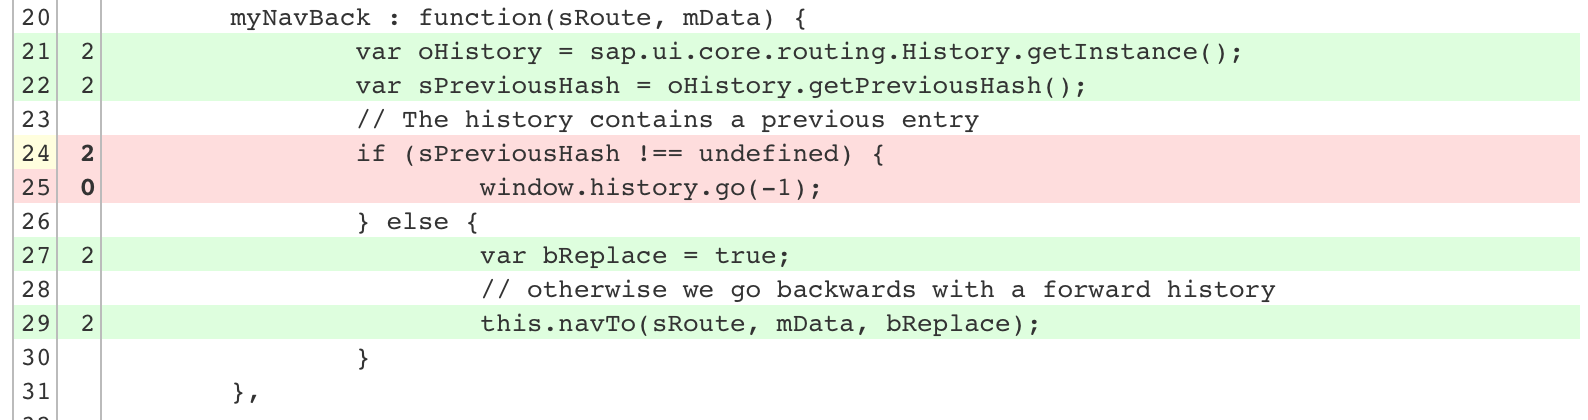 20 myNavBack : function(sRoute, mData) {
21 2 var oHistory = sap.ui.core.routing.History.getInstance();
22 2 var sPreviousHash = oHistory.getPreviousHash();
23 // The history contains a previous entry
24 2 if (sPreviousHash !== undefined) {
25 0 window.history.go(-1);
26 } else {
27 2 var bReplace = true;
28 // otherwise we go backwards with a forward history
29 2 this.navTo(sRoute, mData, bReplace);
30 }
31 },